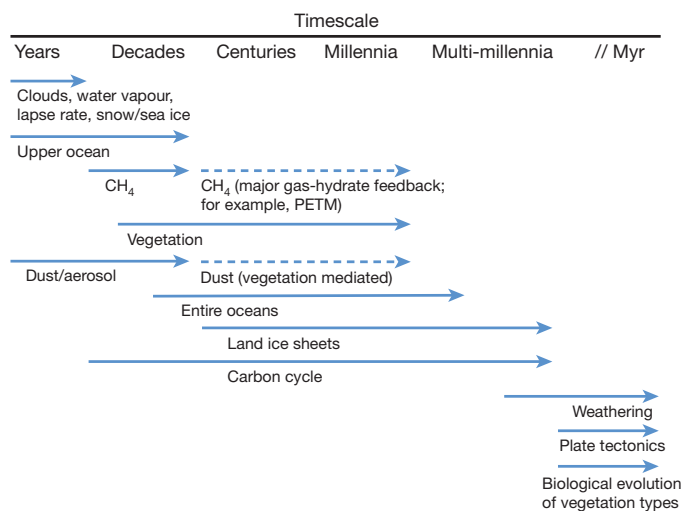 Timescale
Years Decades Centuries Millennia Multi-millennia // Myr
Clouds, water vapour,
lapse rate, snow/sea ice
Upper ocean
CH₄ CH₄ (major gas-hydrate feedback;
for example, PETM)
Vegetation
Dust/aerosol Dust (vegetation mediated)
Entire oceans
Land ice sheets
Carbon cycle
Weathering
Plate tectonics
Biological evolution
of vegetation types